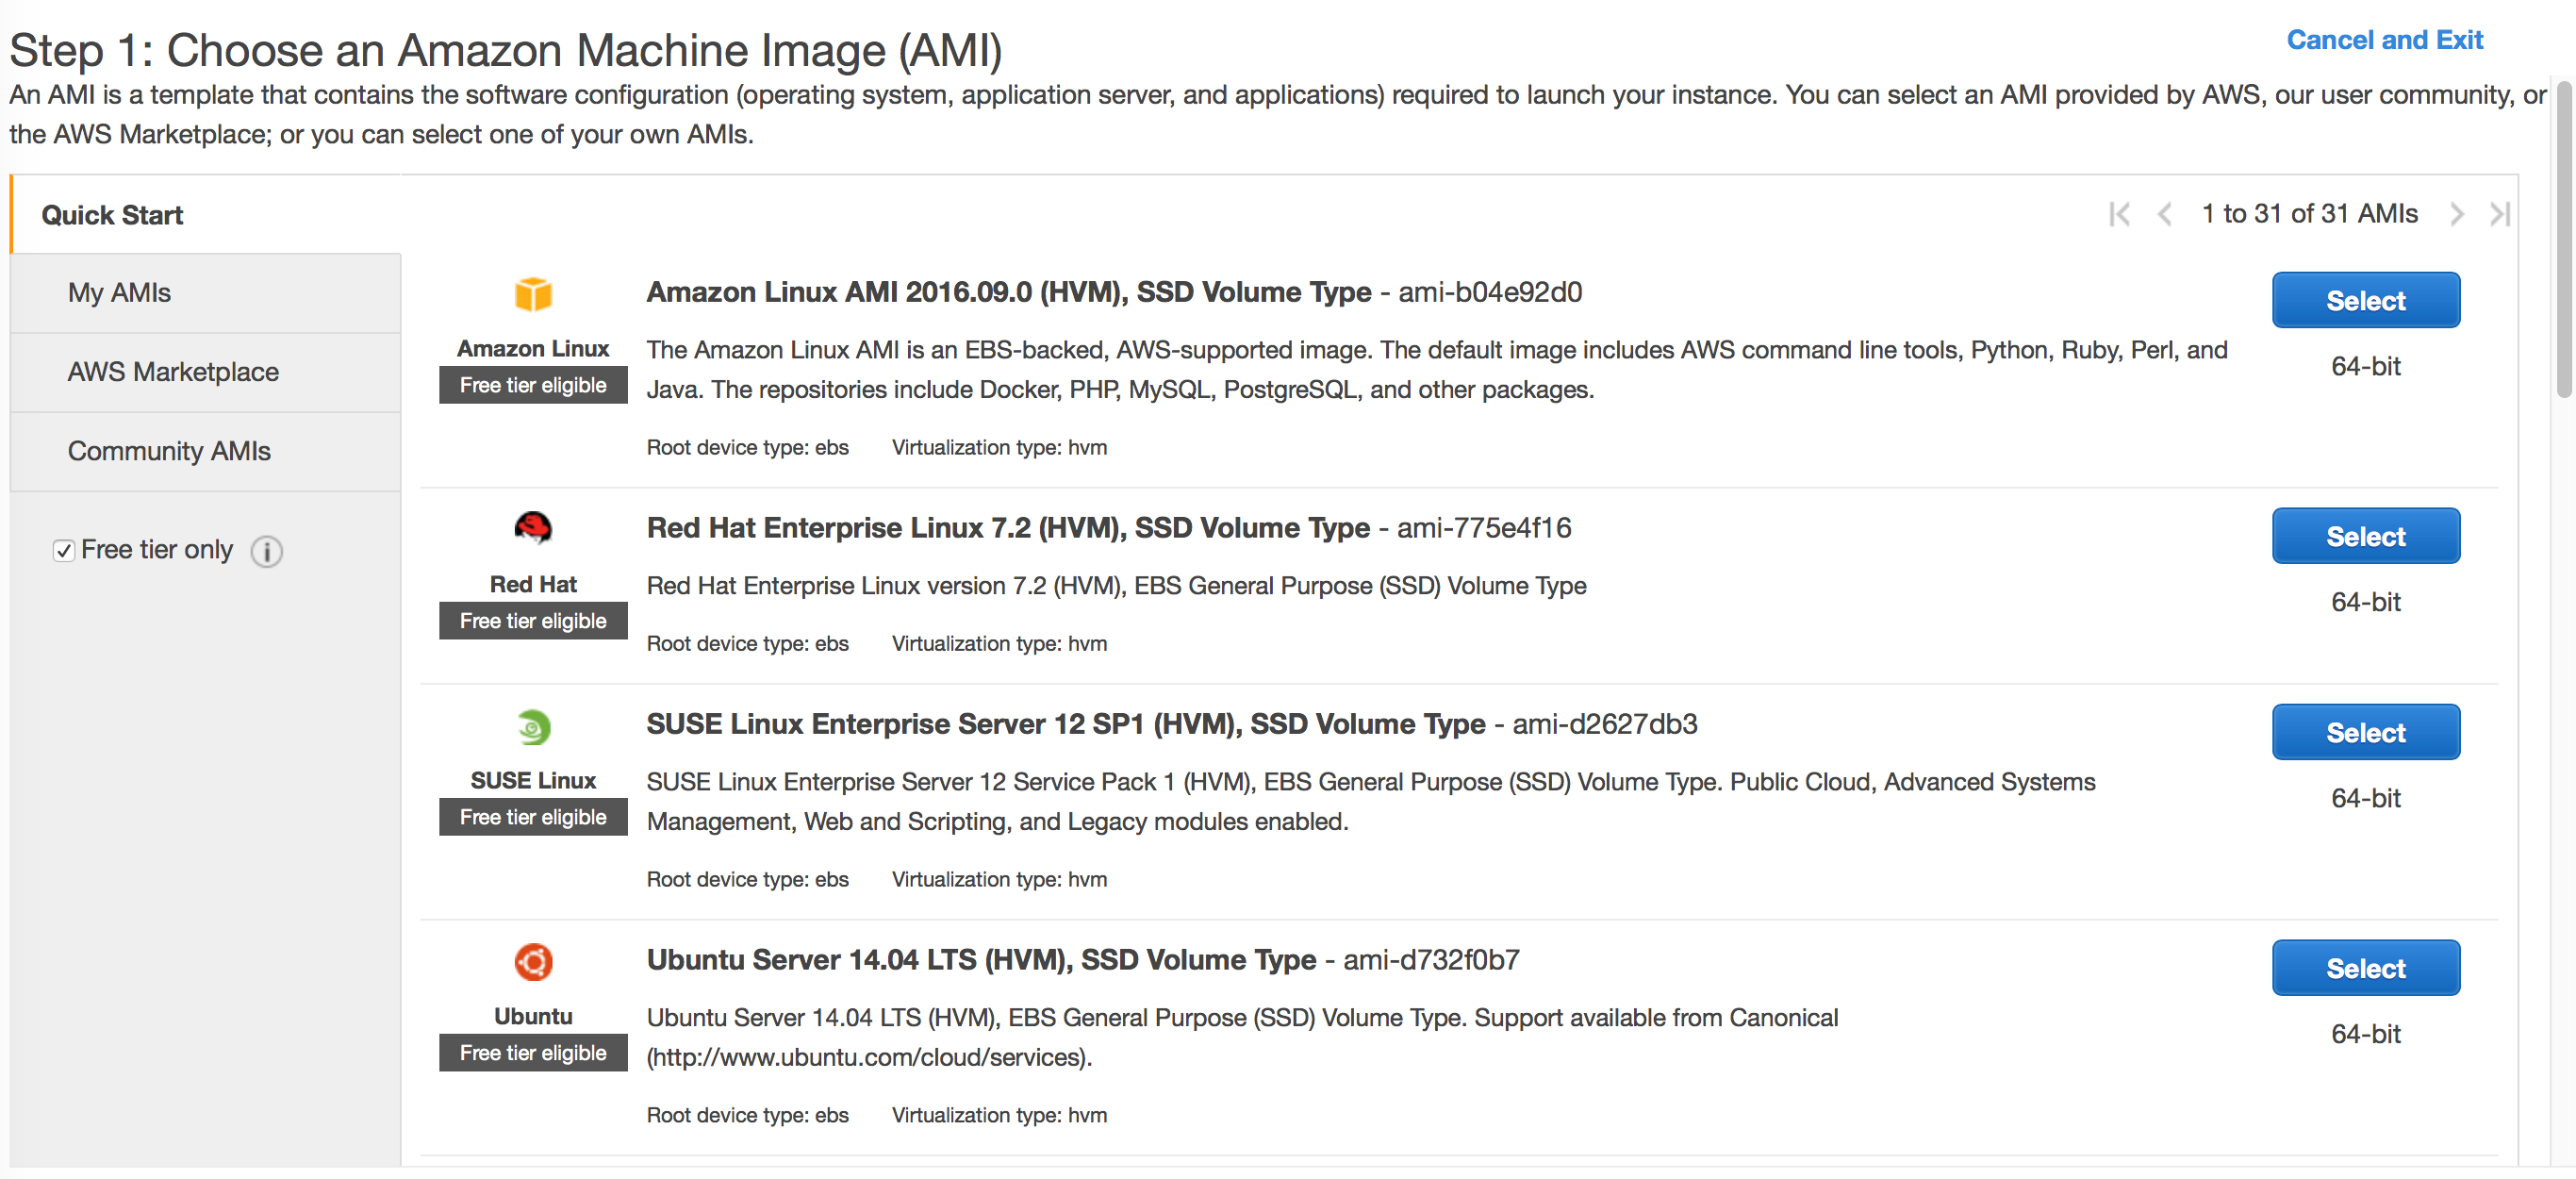 Step 1: Choose an Amazon Machine Image (AMI)
Cancel and Exit
An AMI is a template that contains the software configuration (operating system, application server, and applications) required to launch your instance. You can select an AMI provided by AWS, our user community, or
the AWS Marketplace; or you can select one of your own AMIs.
Quick Start
1 to 31 of 31 AMIs
My AMIs
AWS Marketplace
Community AMIs
Free tier only
Amazon Linux
Free tier eligible
Amazon Linux AMI 2016.09.0 (HVM), SSD Volume Type - ami-b04e92d0
The Amazon Linux AMI is an EBS-backed, AWS-supported image. The default image includes AWS command line tools, Python, Ruby, Perl, and
Java. The repositories include Docker, PHP, MySQL, PostgreSQL, and other packages.
Root device type: ebs Virtualization type: hvm
Select
64-bit
Red Hat
Free tier eligible
Red Hat Enterprise Linux 7.2 (HVM), SSD Volume Type - ami-775e4f16
Red Hat Enterprise Linux version 7.2 (HVM), EBS General Purpose (SSD) Volume Type
Root device type: ebs Virtualization type: hvm
Select
64-bit
SUSE Linux
Free tier eligible
SUSE Linux Enterprise Server 12 SP1 (HVM), SSD Volume Type - ami-d2627db3
SUSE Linux Enterprise Server 12 Service Pack 1 (HVM), EBS General Purpose (SSD) Volume Type. Public Cloud, Advanced Systems
Management, Web and Scripting, and Legacy modules enabled.
Root device type: ebs Virtualization type: hvm
Select
64-bit
Ubuntu
Free tier eligible
Ubuntu Server 14.04 LTS (HVM), SSD Volume Type - ami-d732f0b7
Ubuntu Server 14.04 LTS (HVM), EBS General Purpose (SSD) Volume Type. Support available from Canonical
(http://www.ubuntu.com/cloud/services).
Root device type: ebs Virtualization type: hvm
Select
64-bit